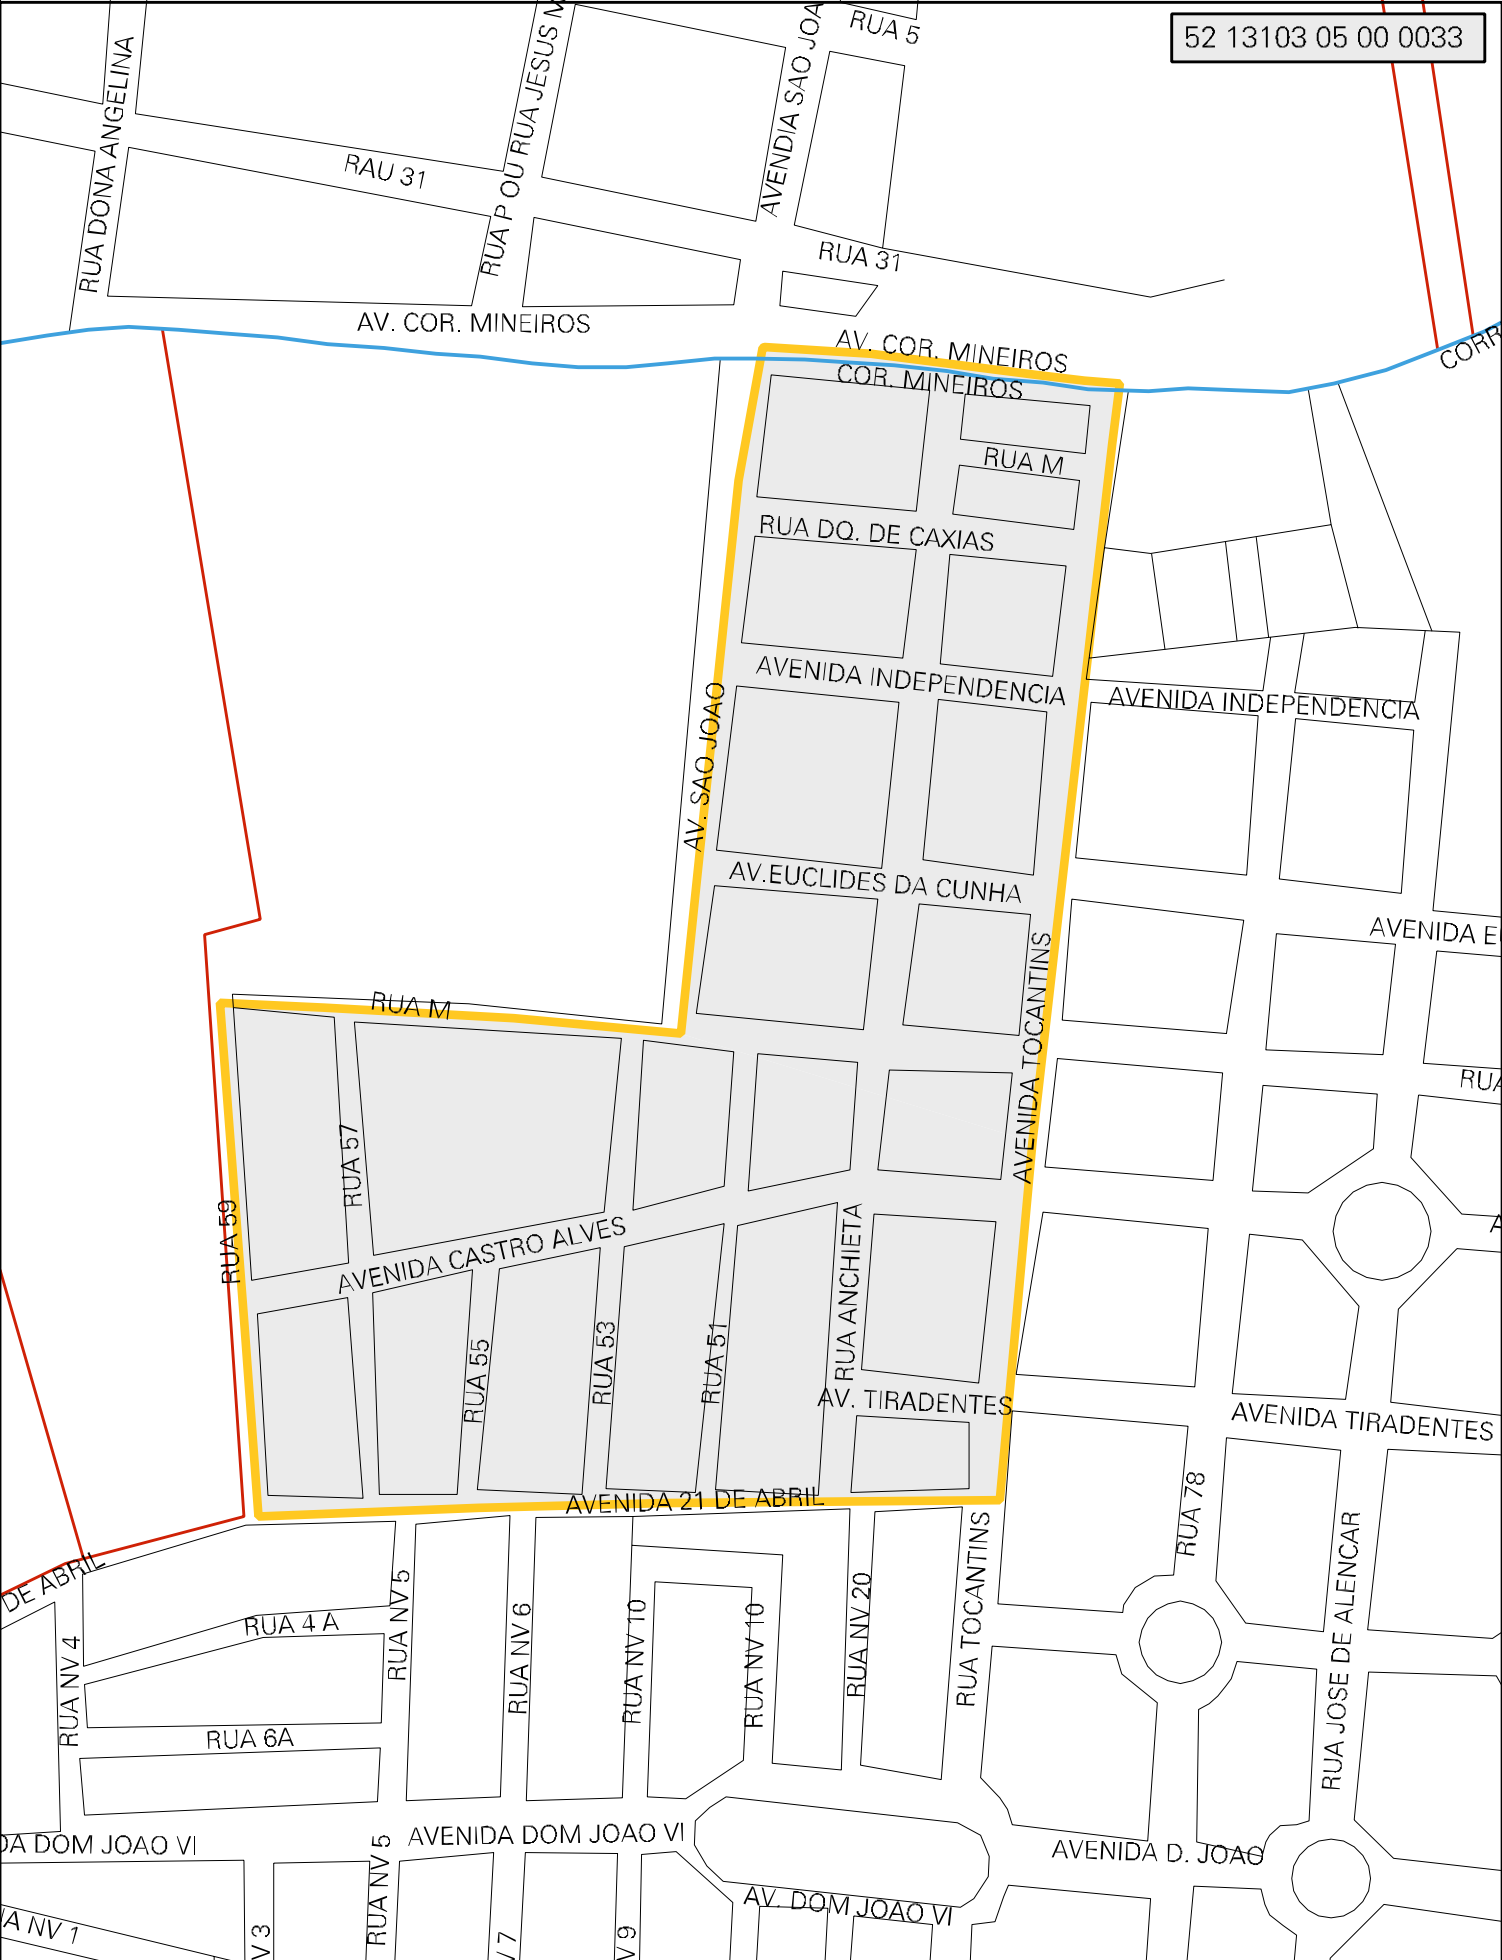 RUA 5
52 13103 05 00 0033
RUA DONA ANGELINA
RAU 31
RUA P OU RUA JESUS M
AVENDIA SAO JOA
RUA 31
AV. COR. MINEIROS
AV. COR. MINEIROS
COR. MINEIROS
CORR
RUA M
RUA DQ. DE CAXIAS
AVENIDA INDEPENDENCIA
AVENIDA INDEPENDENCIA
AV. SAO JOAO
AV.EUCLIDES DA CUNHA
AVENIDA E
AVENIDA TOCANTINS
RUA M
RUA
RUA 57
RUA 59
AVENIDA CASTRO ALVES
RUA ANCHIETA
A
RUA 55
RUA 53
RUA 51
AV. TIRADENTES
AVENIDA TIRADENTES
AVENIDA 21 DE ABRIL
RUA 78
DE ABRIL
RUA 4 A
RUA NV 4
RUA NV 5
RUA NV 6
RUA NV 10
RUA NV 10
RUA NV 20
RUA TOCANTINS
RUA JOSE DE ALENCAR
RUA 6A
DA DOM JOAO VI
AVENIDA DOM JOAO VI
AVENIDA D. JOAO
RUA NV 5
AV. DOM JOAO VI
A NV 1
V 3
V 7
V 9